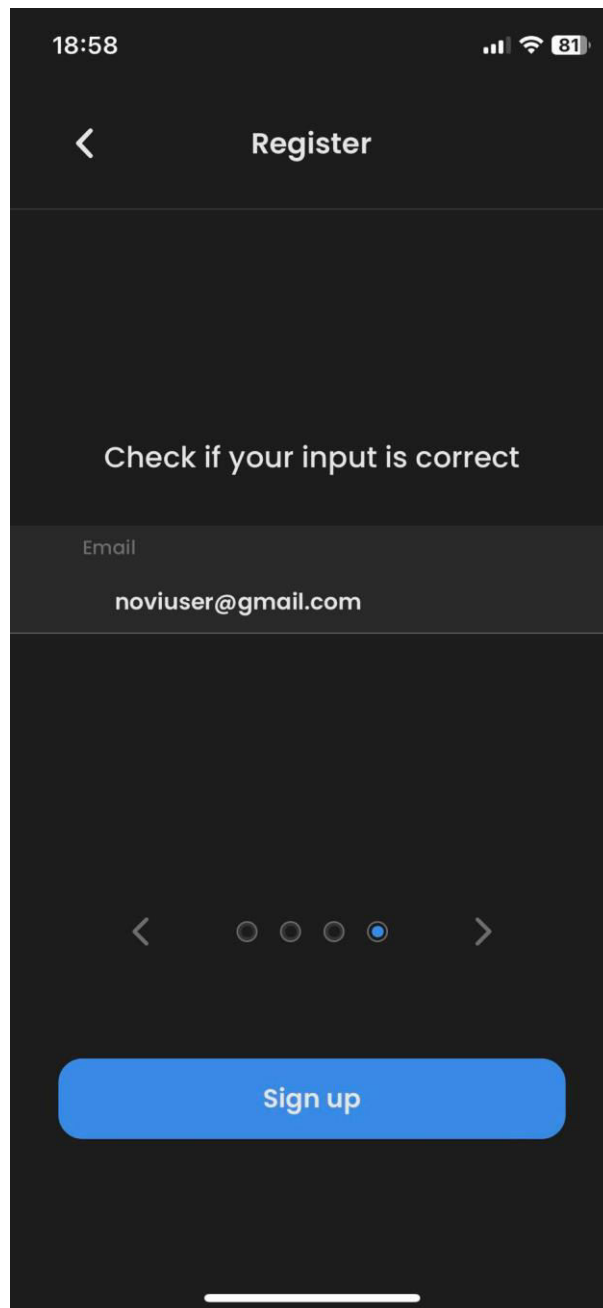 18:58
81
Register
Check if your input is correct
Email
noviuser@gmail.com
Sign up